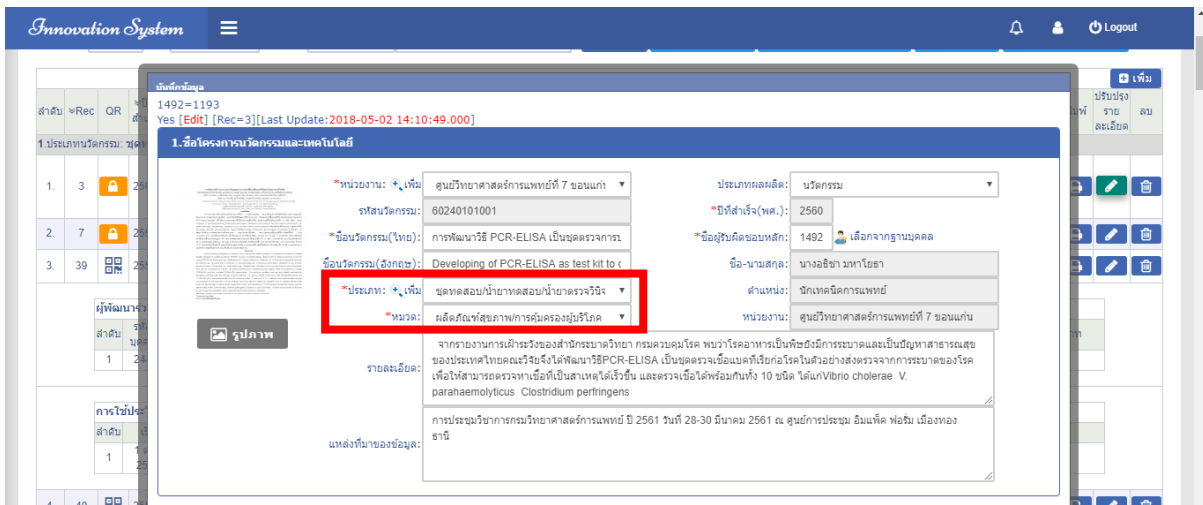 Innovation System
Logout
เพิ่ม
ลำดับ Rec QR
ปรับปรุง ราย ละเอียด ลบ
บันทึกข้อมูล
1492=1193
Yes [Edit] [Rec=3][Last Update:2018-05-02 14:10:49.000]
1.ชื่อโครงการนวัตกรรมและเทคโนโลยี
1. 3
2. 7
3. 39
*หน่วยงาน: เพิ่ม ศูนย์วิทยาศาสตร์การแพทย์ที่ 7 ขอนแก่น ประเภทผลผลิต: นวัตกรรม
รหัสนวัตกรรม: 60240101001 *ปีที่สำเร็จ(พศ.): 2560
*ชื่อนวัตกรรม(ไทย): การพัฒนาวิธี PCR-ELISA เป็นชุดตรวจการ *ชื่อผู้รับผิดชอบหลัก: 1492 เลือกจากฐานบุคคล
ชื่อนวัตกรรม(อังกฤษ): Developing of PCR-ELISA as test kit to ชื่อ-นามสกุล: นางอธิชา มหาโยธา
*ประเภท: เพิ่ม ชุดทดสอบ/น้ำยาทดสอบ/น้ำยาตรวจวินิจ ตำแหน่ง: นักเทคนิคการแพทย์
*หมวด: ผลิตภัณฑ์สุขภาพ/การคุ้มครองผู้บริโภค หน่วยงาน: ศูนย์วิทยาศาสตร์การแพทย์ที่ 7 ขอนแก่น
รูปภาพ
รายละเอียด:
จากรายงานการเฝ้าระวังของสำนักระบาดวิทยา กรมควบคุมโรค พบว่าโรคอาหารเป็นพิษยังมีการระบาดและเป็นปัญหาสาธารณสุข
ของประเทศไทยคณะวิจัยจึงได้พัฒนาวิธีPCR-ELISA เป็นชุดตรวจเชื้อแบคทีเรียก่อโรคในตัวอย่างส่งตรวจจากการระบาดของโรค
เพื่อให้สามารถตรวจหาเชื้อที่เป็นสาเหตุได้เร็วขึ้น และตรวจเชื้อได้พร้อมกันทั้ง 10 ชนิด ได้แก่Vibrio cholerae V.
parahaemolyticus Clostridium perfringens
แหล่งที่มาของข้อมูล:
การประชุมวิชาการกรมวิทยาศาสตร์การแพทย์ ปี 2561 วันที่ 28-30 มีนาคม 2561 ณ ศูนย์การประชุม อิมแพ็ค ฟอรั่ม เมืองทอง
ธานี
ลำดับ
1
ลำดับ
1